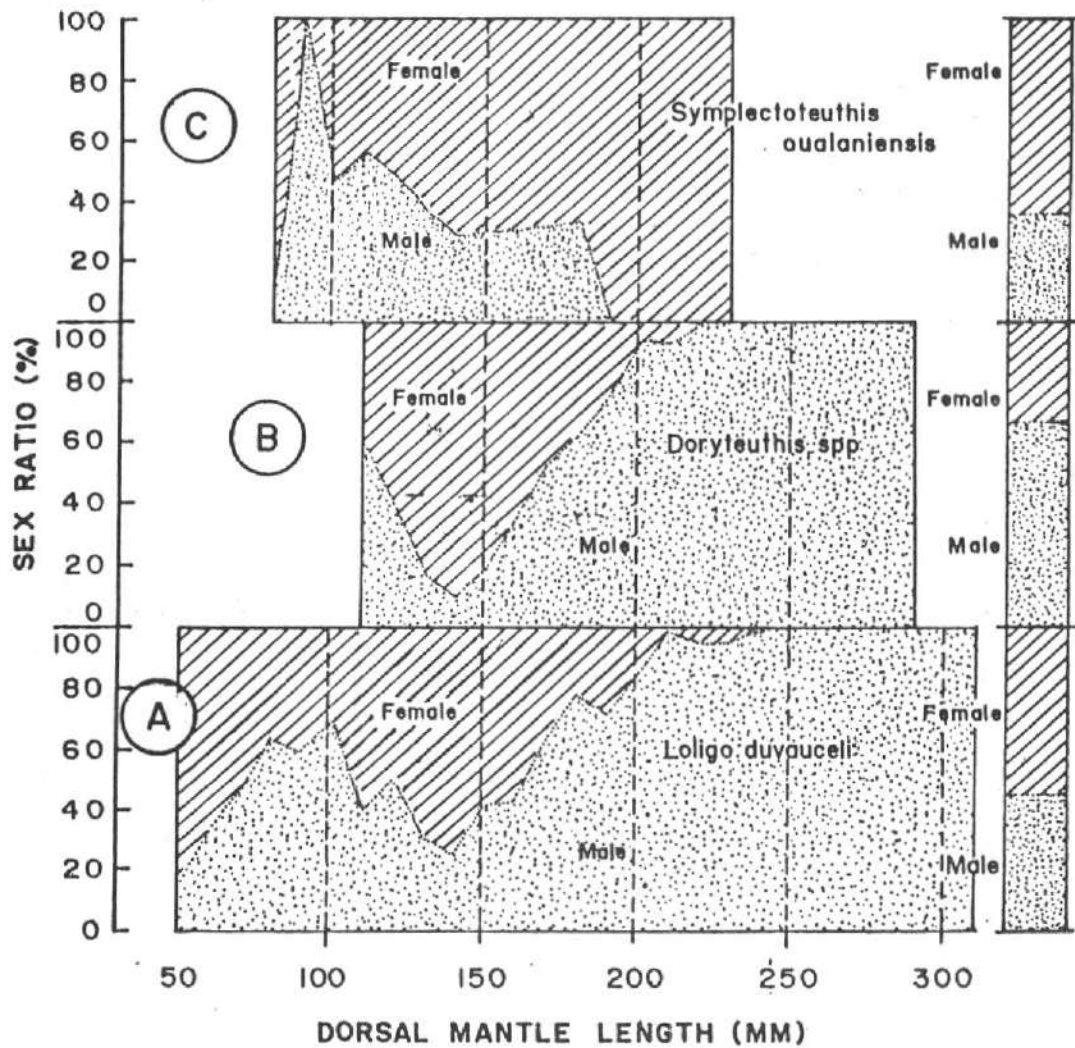 100
80
60
40
20
0
C
Female
Male
Symplectoteuthis
oualaniensis
Female
Male
100
80
60
40
20
0
B
Female
Male
Doryteuthis spp
Female
Male
100
80
60
40
20
0
A
Female
Male
Loligo duvauceli
Female
Male
SEX RATIO (%)
50 100 150 200 250 300
DORSAL MANTLE LENGTH (MM)